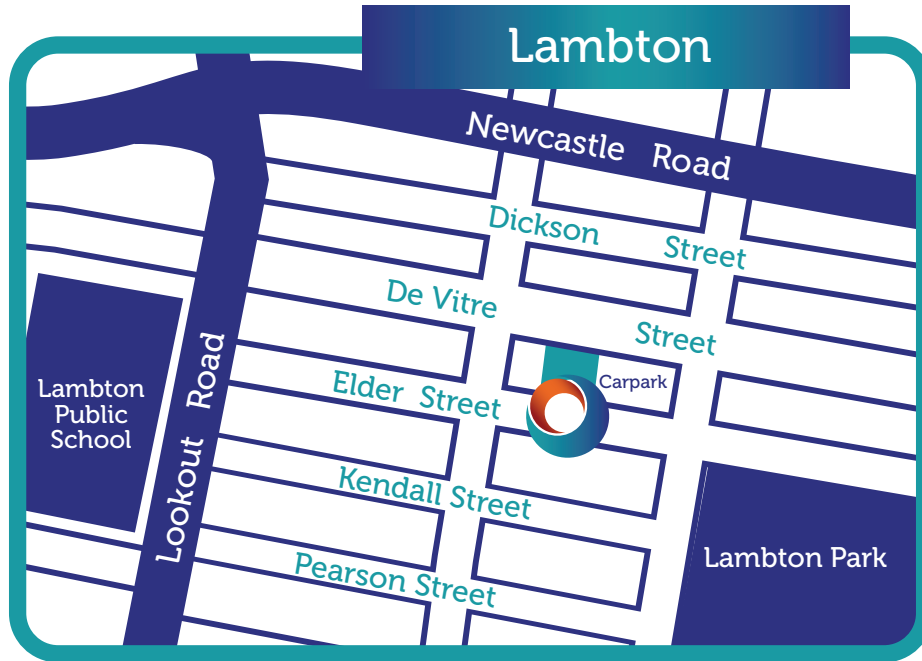 Lambton
Newcastle Road
Dickson Street
De Vitre Street
Elder Street
Carpark
Lookout Road
Lambton
Public
School
Kendall Street
Lambton Park
Pearson Street